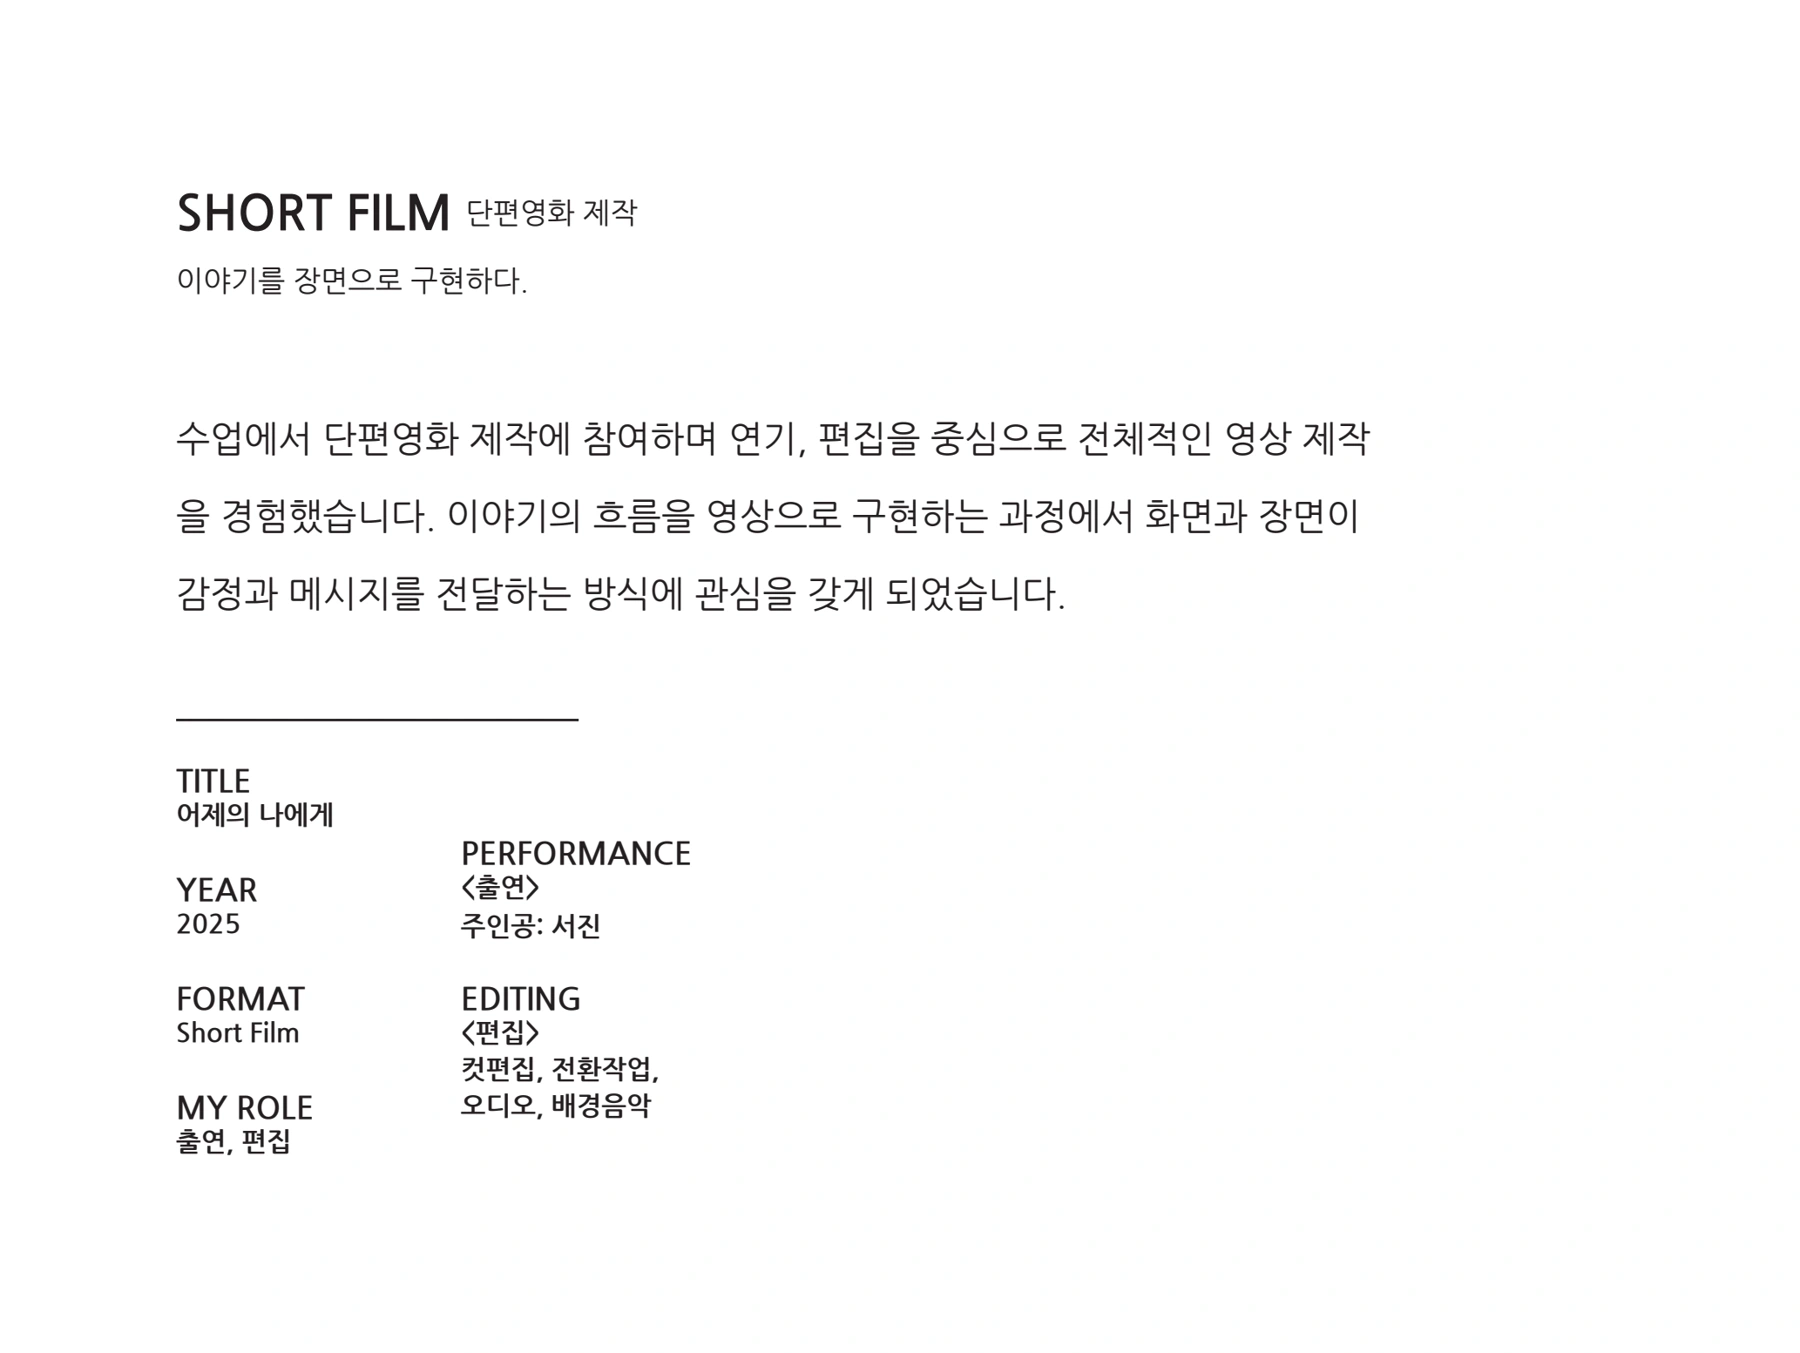 SHORT FILM 단편영화 제작
이야기를 장면으로 구현하다.
수업에서 단편영화 제작에 참여하며 연기, 편집을 중심으로 전체적인 영상 제작
을 경험했습니다. 이야기의 흐름을 영상으로 구현하는 과정에서 화면과 장면이
감정과 메시지를 전달하는 방식에 관심을 갖게 되었습니다.
TITLE
어제의 나에게
YEAR
2025
FORMAT
Short Film
MY ROLE
출연, 편집
PERFORMANCE
<출연>
주인공: 서진
EDITING
<편집>
컷편집, 전환작업,
오디오, 배경음악